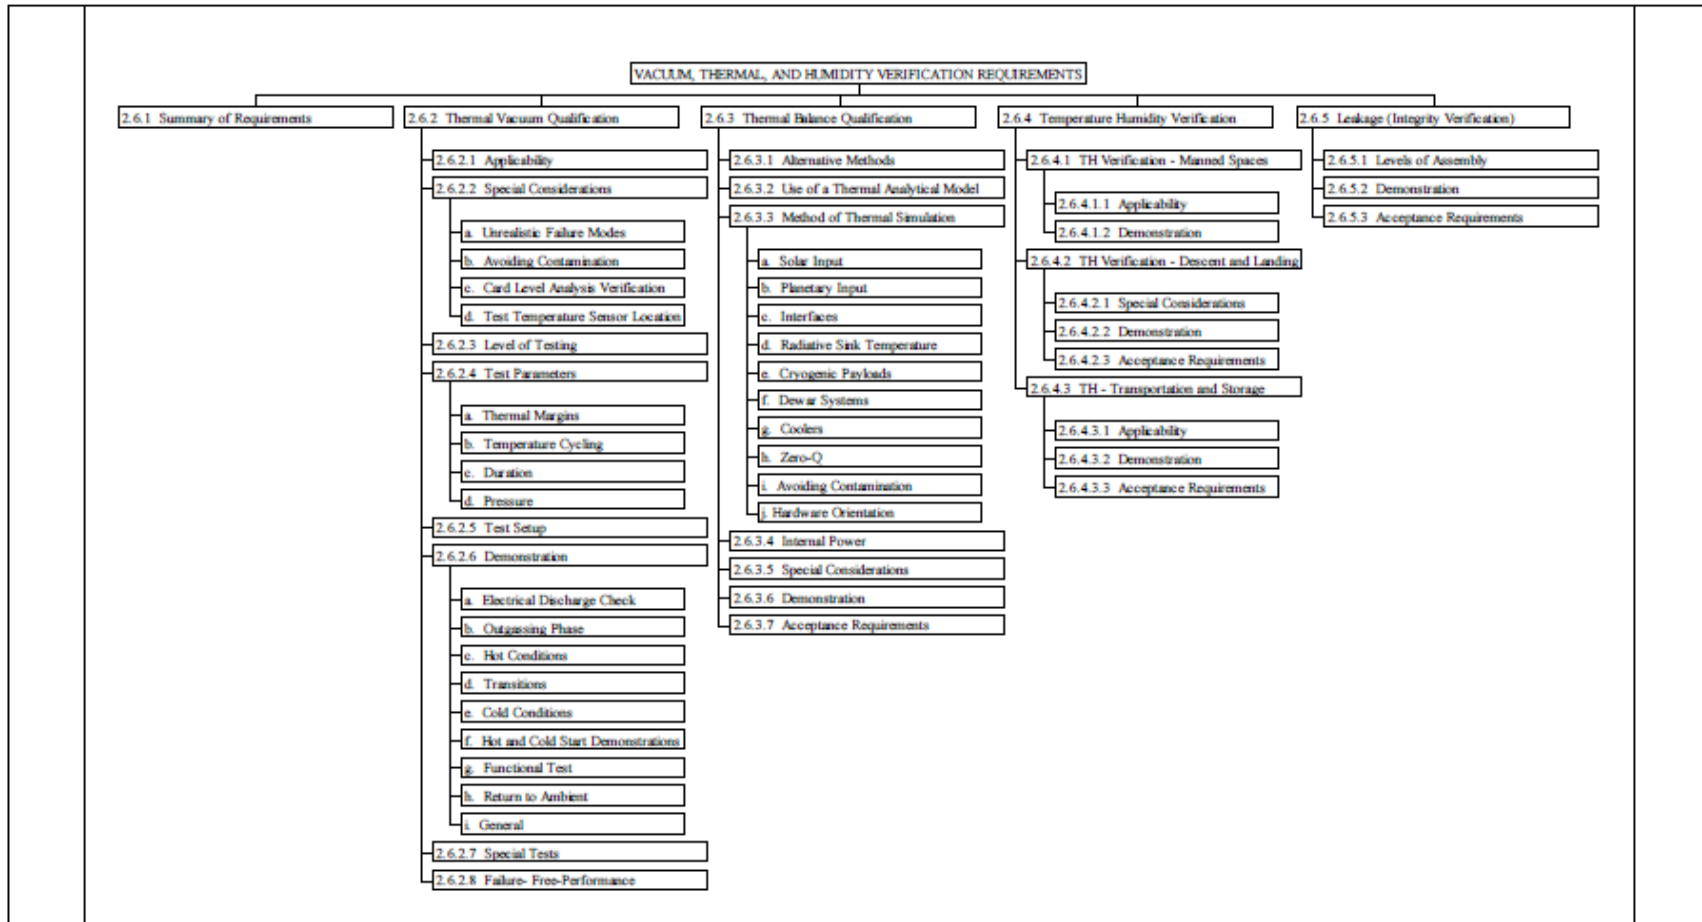 VACUUM, THERMAL, AND HUMIDITY VERIFICATION REQUIREMENTS
2.6.1 Summary of Requirements
2.6.2 Thermal Vacuum Qualification
2.6.2.1 Applicability
2.6.2.2 Special Considerations
a. Unrealistic Failure Modes
b. Avoiding Contamination
c. Card Level Analysis Verification
d. Test Temperature Sensor Location
2.6.2.3 Level of Testing
2.6.2.4 Test Parameters
a. Thermal Margins
b. Temperature Cycling
c. Duration
d. Pressure
2.6.2.5 Test Setup
2.6.2.6 Demonstration
a. Electrical Discharge Check
b. Outgassing Phase
c. Hot Conditions
d. Transitions
e. Cold Conditions
f. Hot and Cold Start Demonstrations
g. Functional Test
h. Return to Ambient
i. General
2.6.2.7 Special Tests
2.6.2.8 Failure- Free-Performance
2.6.3 Thermal Balance Qualification
2.6.3.1 Alternative Methods
2.6.3.2 Use of a Thermal Analytical Model
2.6.3.3 Method of Thermal Simulation
a. Solar Input
b. Planetary Input
c. Interfaces
d. Radiative Sink Temperature
e. Cryogenic Payloads
f. Dewar Systems
g. Coolers
h. Zero-Q
i. Avoiding Contamination
j. Hardware Orientation
2.6.3.4 Internal Power
2.6.3.5 Special Considerations
2.6.3.6 Demonstration
2.6.3.7 Acceptance Requirements
2.6.4 Temperature Humidity Verification
2.6.4.1 TH Verification - Manned Spaces
2.6.4.1.1 Applicability
2.6.4.1.2 Demonstration
2.6.4.2 TH Verification - Descent and Landing
2.6.4.2.1 Special Considerations
2.6.4.2.2 Demonstration
2.6.4.2.3 Acceptance Requirements
2.6.4.3 TH - Transportation and Storage
2.6.4.3.1 Applicability
2.6.4.3.2 Demonstration
2.6.4.3.3 Acceptance Requirements
2.6.5 Leakage (Integrity Verification)
2.6.5.1 Levels of Assembly
2.6.5.2 Demonstration
2.6.5.3 Acceptance Requirements